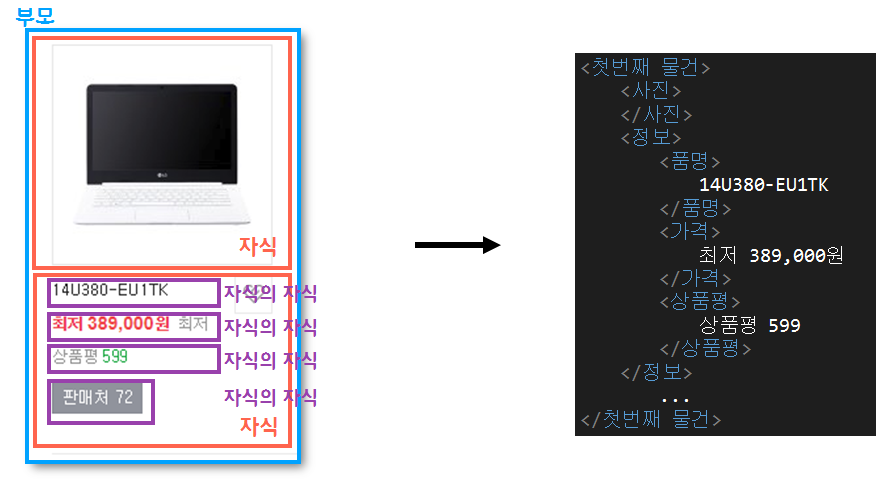 부모
자식
14U380-EU1TK
자식의 자식
최저 389,000원 최저
자식의 자식
상품평 599
자식의 자식
판매처 72
자식의 자식
자식
<첫번째 물건>
<사진>
</사진>
<정보>
<품명>
14U380-EU1TK
</품명>
<가격>
최저 389,000원
</가격>
<상품평>
상품평 599
</상품평>
</정보>
...
</첫번째 물건>